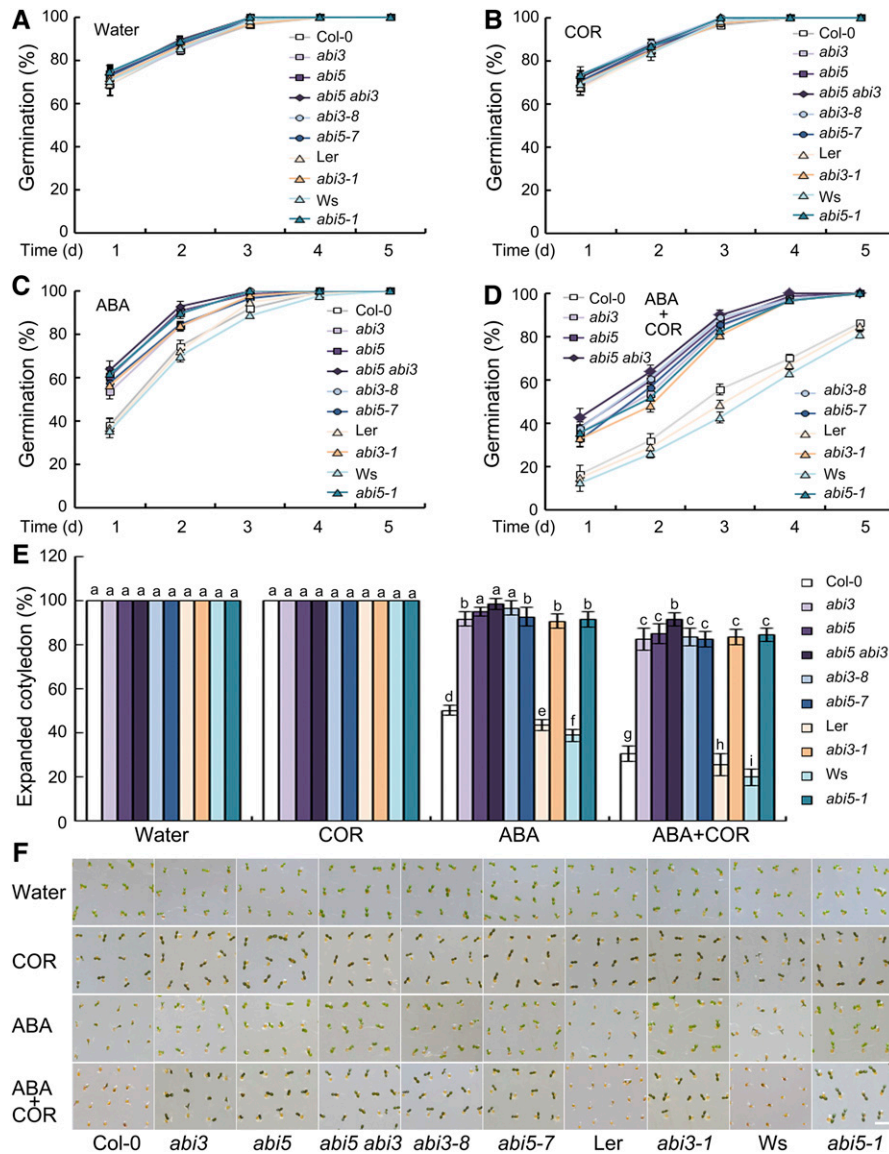 A
Water
Germination (%)
100
80
60
40
20
0
Time (d) 1 2 3 4 5
Col-0
abi3
abi5
abi5 abi3
abi3-8
abi5-7
Ler
abi3-1
Ws
abi5-1
B
COR
Germination (%)
100
80
60
40
20
0
Time (d) 1 2 3 4 5
Col-0
abi3
abi5
abi5 abi3
abi3-8
abi5-7
Ler
abi3-1
Ws
abi5-1
C
ABA
Germination (%)
100
80
60
40
20
0
Time (d) 1 2 3 4 5
Col-0
abi3
abi5
abi5 abi3
abi3-8
abi5-7
Ler
abi3-1
Ws
abi5-1
D
ABA
+
COR
Germination (%)
100
80
60
40
20
0
Time (d) 1 2 3 4 5
Col-0
abi3
abi5
abi5 abi3
abi3-8
abi5-7
Ler
abi3-1
Ws
abi5-1
E
Expanded cotyledon (%)
120
100
80
60
40
20
0
a a a a a a a a a a
a a a a a a a a a a
d b a a a b e b f b
g c c b c c h c i c
Water COR ABA ABA+COR
Col-0
abi3
abi5
abi5 abi3
abi3-8
abi5-7
Ler
abi3-1
Ws
abi5-1
F
Water
COR
ABA
ABA
+
COR
Col-0 abi3 abi5 abi5 abi3 abi3-8 abi5-7 Ler abi3-1 Ws abi5-1